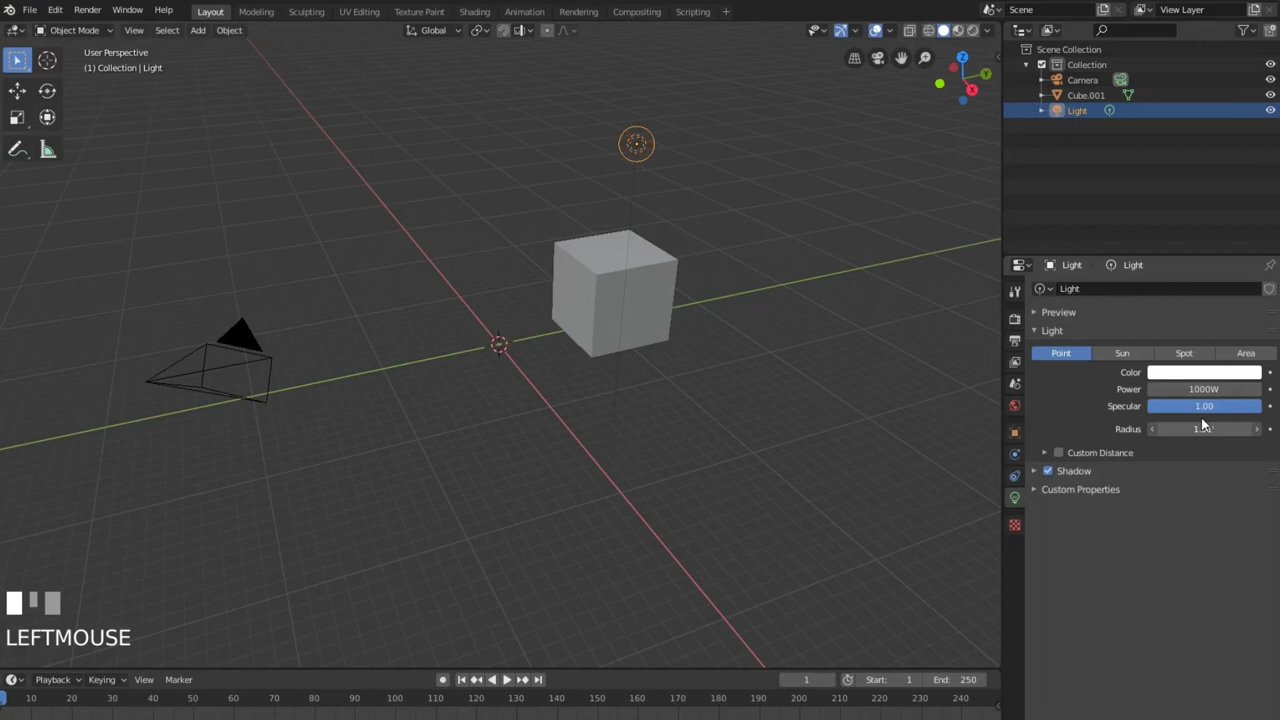 File Edit Render Window Help Layout Modeling Sculpting UV Editing Texture Paint Shading Animation Rendering Compositing Scripting Scene View Layer
Object Mode View Select Add Object Global
User Perspective
(1) Collection | Light
Scene Collection
Collection
Camera
Cube.001
Light
Z
Y
X
Light Light
Light
Preview
Light
Point Sun Spot Area
Color
Power 1000W
Specular 1.00
Radius
Custom Distance
Shadow
Custom Properties
LEFTMOUSE
Playback Keying View Marker 1 Start: 1 End: 250
10 20 30 40 50 60 70 80 90 100 110 120 130 140 150 160 170 180 190 200 210 220 230 240